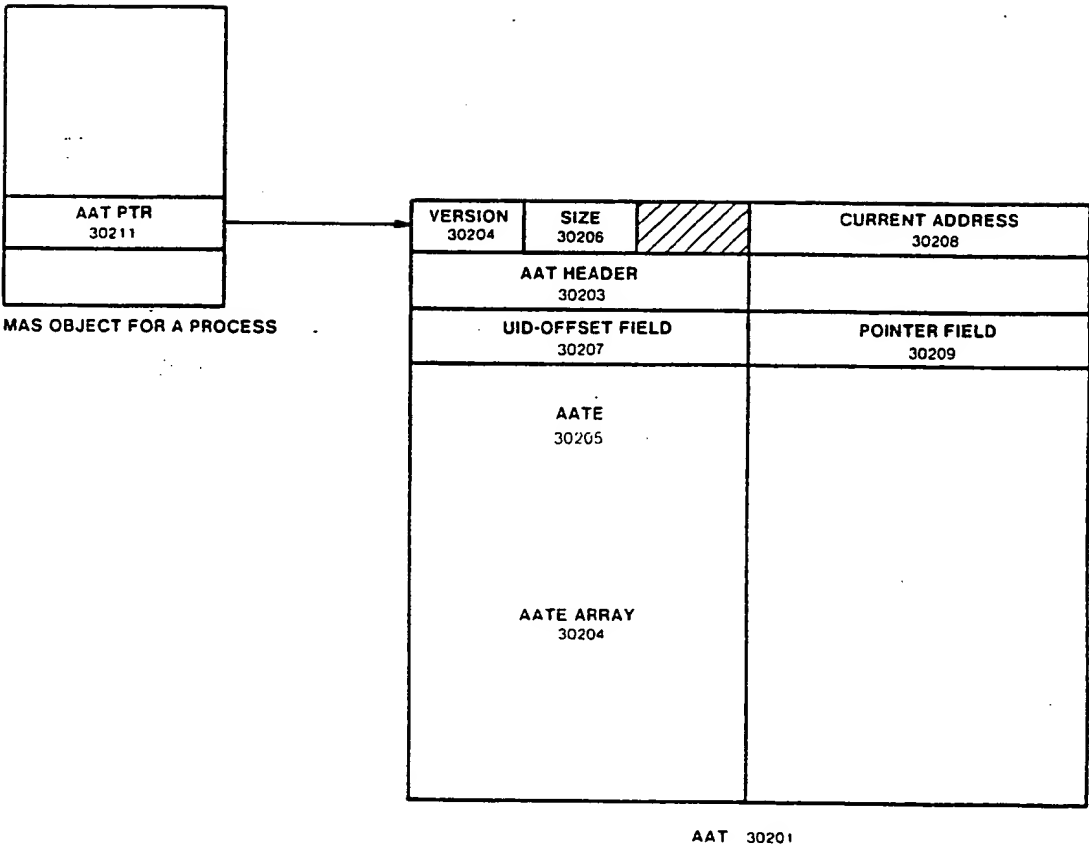 AAT PTR
30211
MAS OBJECT FOR A PROCESS
VERSION
30204
SIZE
30206
CURRENT ADDRESS
30208
AAT HEADER
30203
UID-OFFSET FIELD
30207
POINTER FIELD
30209
AATE
30205
AATE ARRAY
30204
AAT 30201